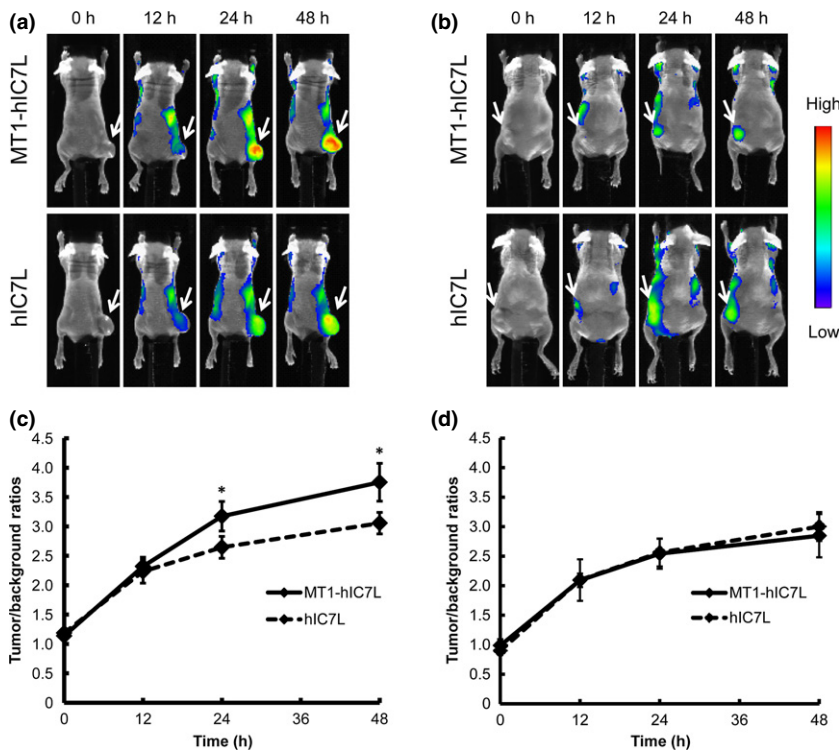 (a)
0 h 12 h 24 h 48 h
MT1-hIC7L
hIC7L
(b)
0 h 12 h 24 h 48 h
MT1-hIC7L
hIC7L
High
Low
(c)
Tumor/background ratios
4.5
4.0
3.5
3.0
2.5
2.0
1.5
1.0
0.5
0
* *
MT1-hIC7L
hIC7L
0 12 24 36 48
Time (h)
(d)
Tumor/background ratios
4.5
4.0
3.5
3.0
2.5
2.0
1.5
1.0
0.5
0
MT1-hIC7L
hIC7L
0 12 24 36 48
Time (h)